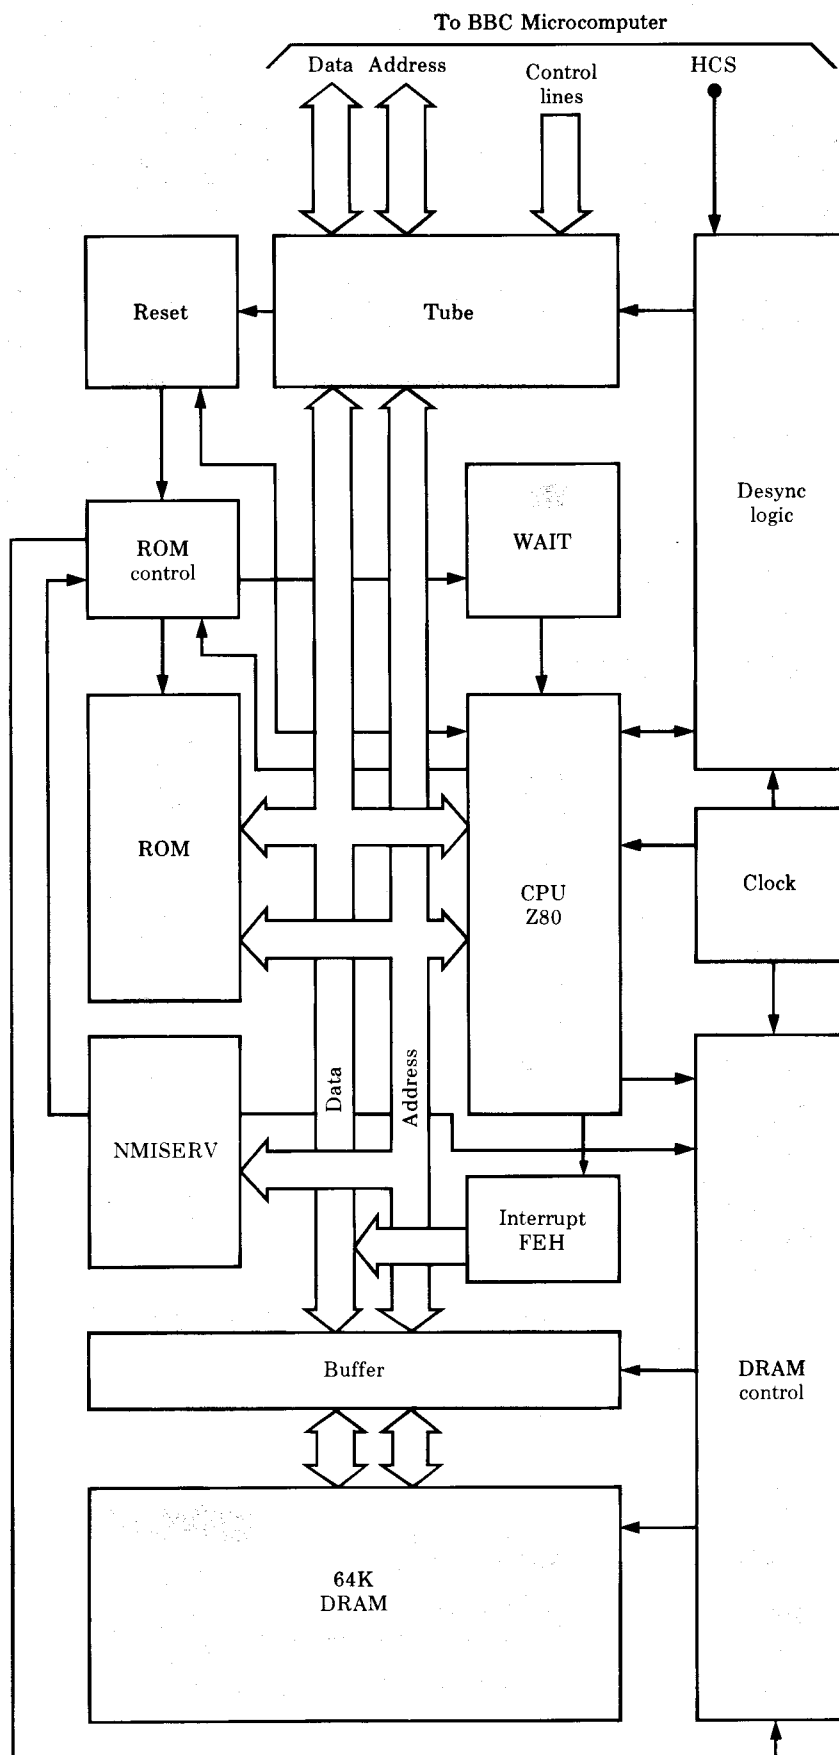 To BBC Microcomputer
Data Address
Control
lines
HCS
Reset
Tube
Desync
logic
ROM
control
WAIT
ROM
CPU
Z80
Clock
Data
Address
NMISERV
Interrupt
FEH
Buffer
DRAM
control
64K
DRAM